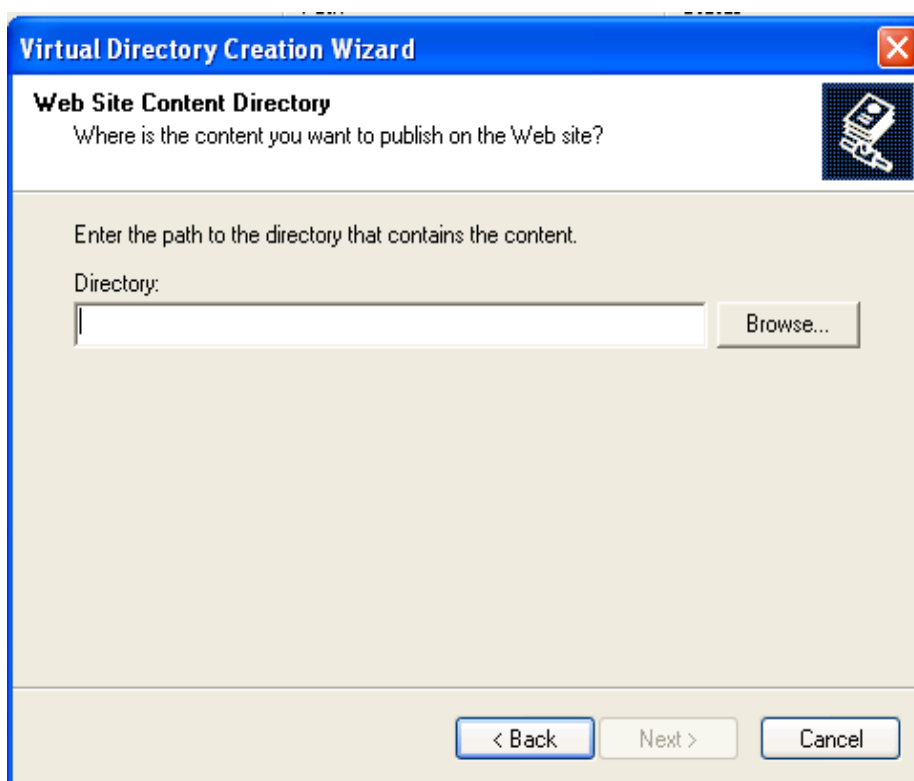 Virtual Directory Creation Wizard
Web Site Content Directory
Where is the content you want to publish on the Web site?
Enter the path to the directory that contains the content.
Directory:
Browse...
< Back
Next >
Cancel